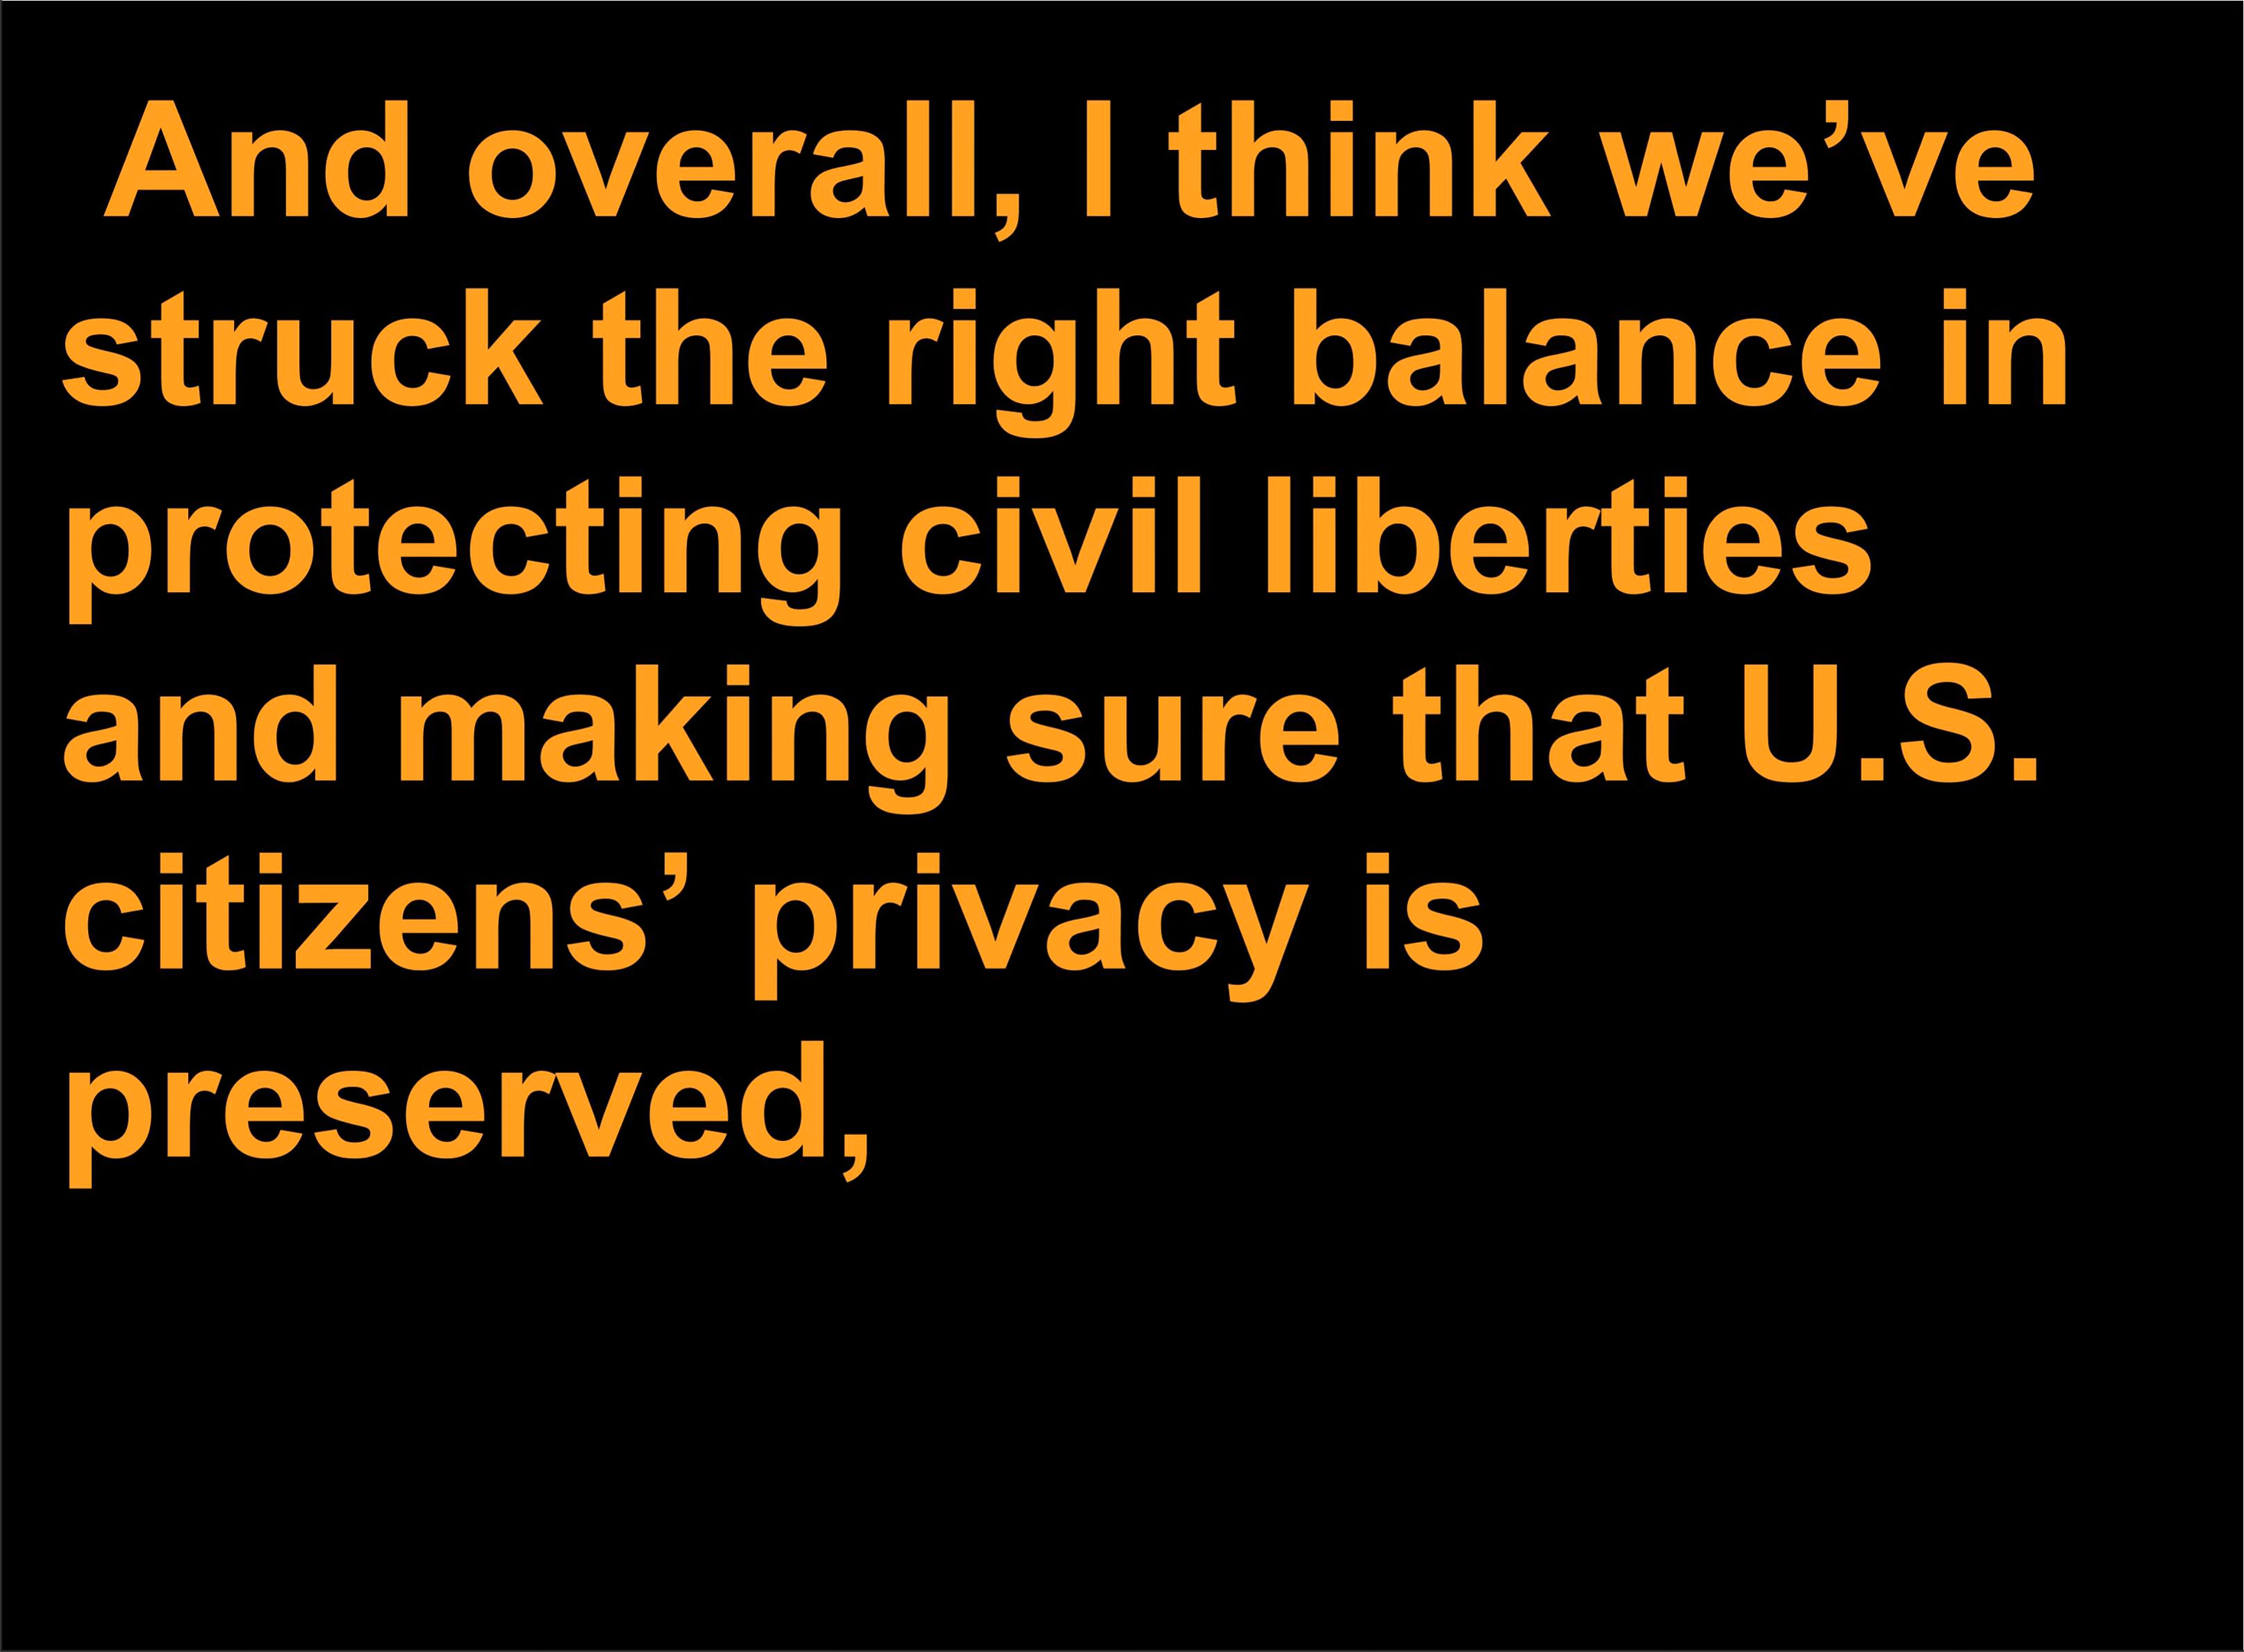 And overall, I think we’ve
struck the right balance in
protecting civil liberties
and making sure that U.S.
citizens’ privacy is
preserved,